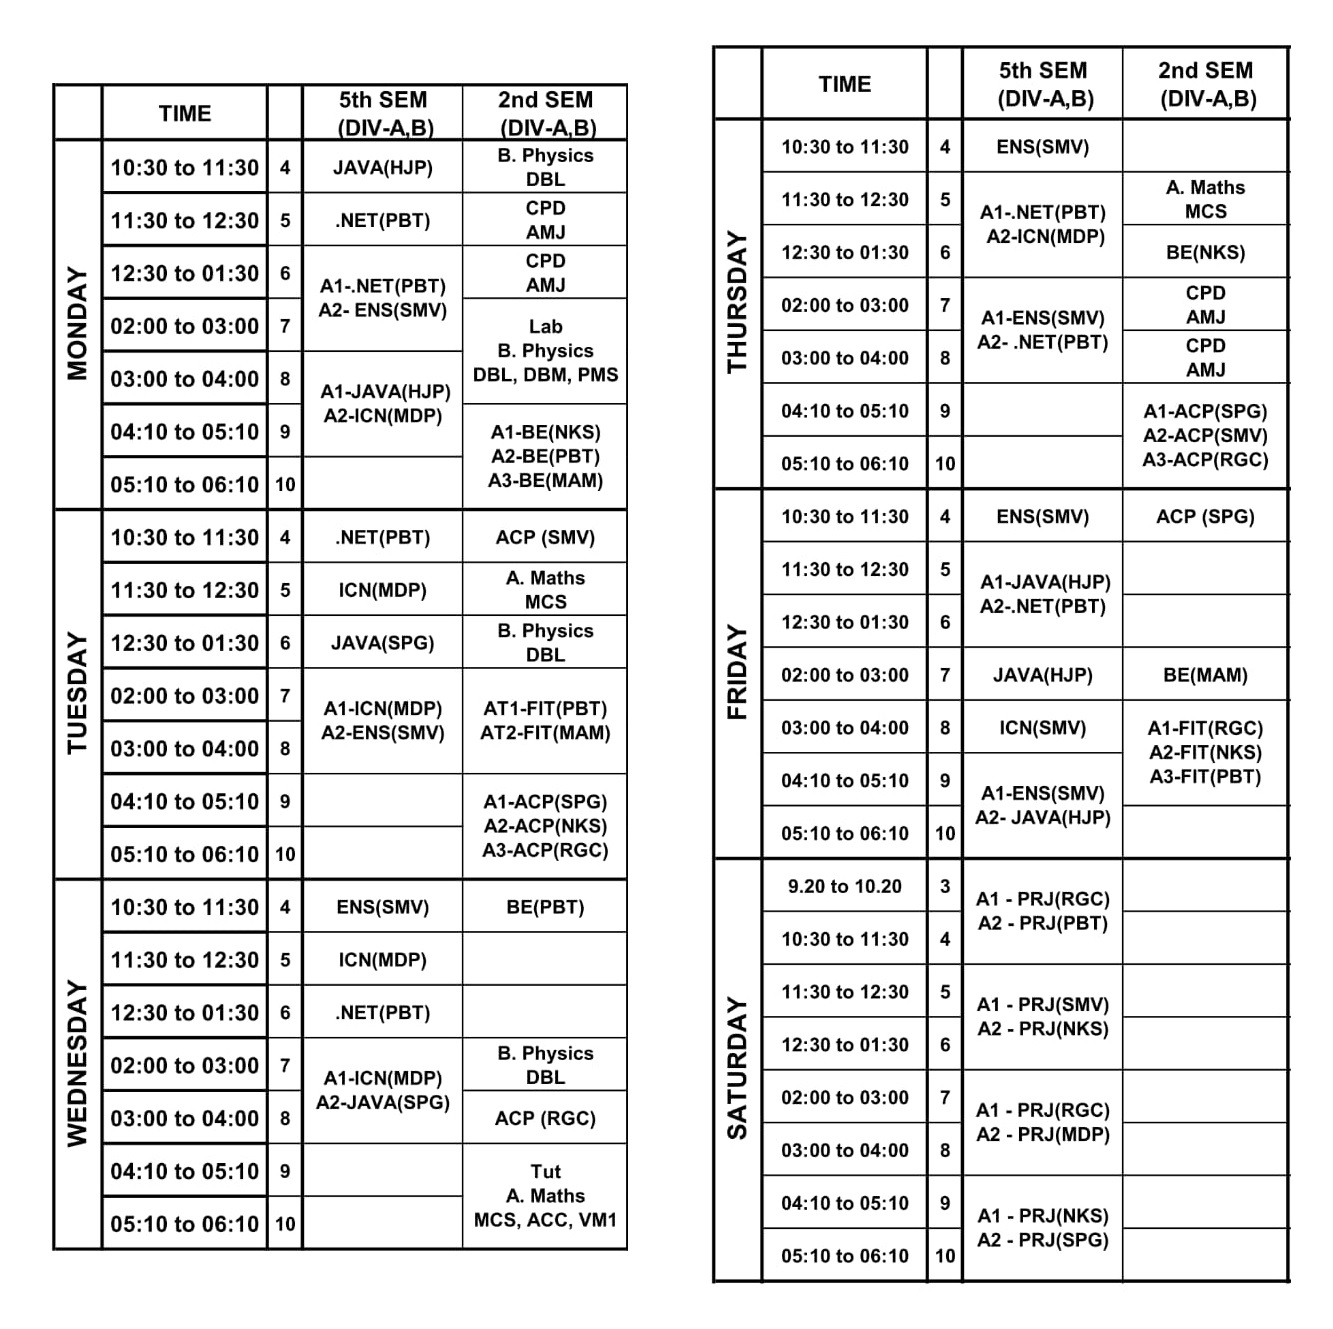 TIME
5th SEM
(DIV-A,B)
2nd SEM
(DIV-A,B)
MONDAY
10:30 to 11:30 4 JAVA(HJP) B. Physics
DBL
11:30 to 12:30 5 .NET(PBT) CPD
AMJ
12:30 to 01:30 6 A1-.NET(PBT)
A2- ENS(SMV)
CPD
AMJ
02:00 to 03:00 7
Lab
B. Physics
DBL, DBM, PMS
03:00 to 04:00 8
A1-JAVA(HJP)
A2-ICN(MDP)
04:10 to 05:10 9
A1-BE(NKS)
A2-BE(PBT)
A3-BE(MAM)
05:10 to 06:10 10
TUESDAY
10:30 to 11:30 4 .NET(PBT) ACP (SMV)
11:30 to 12:30 5 ICN(MDP) A. Maths
MCS
12:30 to 01:30 6 JAVA(SPG) B. Physics
DBL
02:00 to 03:00 7
A1-ICN(MDP)
A2-ENS(SMV)
AT1-FIT(PBT)
AT2-FIT(MAM)
03:00 to 04:00 8
04:10 to 05:10 9
A1-ACP(SPG)
A2-ACP(NKS)
A3-ACP(RGC)
05:10 to 06:10 10
WEDNESDAY
10:30 to 11:30 4 ENS(SMV) BE(PBT)
11:30 to 12:30 5 ICN(MDP)
12:30 to 01:30 6 .NET(PBT)
02:00 to 03:00 7
A1-ICN(MDP)
A2-JAVA(SPG)
B. Physics
DBL
03:00 to 04:00 8 ACP (RGC)
04:10 to 05:10 9
Tut
A. Maths
MCS, ACC, VM1
05:10 to 06:10 10
TIME
5th SEM
(DIV-A,B)
2nd SEM
(DIV-A,B)
THURSDAY
10:30 to 11:30 4 ENS(SMV)
11:30 to 12:30 5
A1-.NET(PBT)
A2-ICN(MDP)
A. Maths
MCS
12:30 to 01:30 6 BE(NKS)
02:00 to 03:00 7
A1-ENS(SMV)
A2- .NET(PBT)
CPD
AMJ
03:00 to 04:00 8 CPD
AMJ
04:10 to 05:10 9
A1-ACP(SPG)
A2-ACP(SMV)
A3-ACP(RGC)
05:10 to 06:10 10
FRIDAY
10:30 to 11:30 4 ENS(SMV) ACP (SPG)
11:30 to 12:30 5
A1-JAVA(HJP)
A2-.NET(PBT)
12:30 to 01:30 6
02:00 to 03:00 7 JAVA(HJP) BE(MAM)
03:00 to 04:00 8 ICN(SMV)
A1-FIT(RGC)
A2-FIT(NKS)
A3-FIT(PBT)
04:10 to 05:10 9
A1-ENS(SMV)
A2- JAVA(HJP)
05:10 to 06:10 10
SATURDAY
9.20 to 10.20 3
A1 - PRJ(RGC)
A2 - PRJ(PBT)
10:30 to 11:30 4
11:30 to 12:30 5
A1 - PRJ(SMV)
A2 - PRJ(NKS)
12:30 to 01:30 6
02:00 to 03:00 7
A1 - PRJ(RGC)
A2 - PRJ(MDP)
03:00 to 04:00 8
04:10 to 05:10 9
A1 - PRJ(NKS)
A2 - PRJ(SPG)
05:10 to 06:10 10